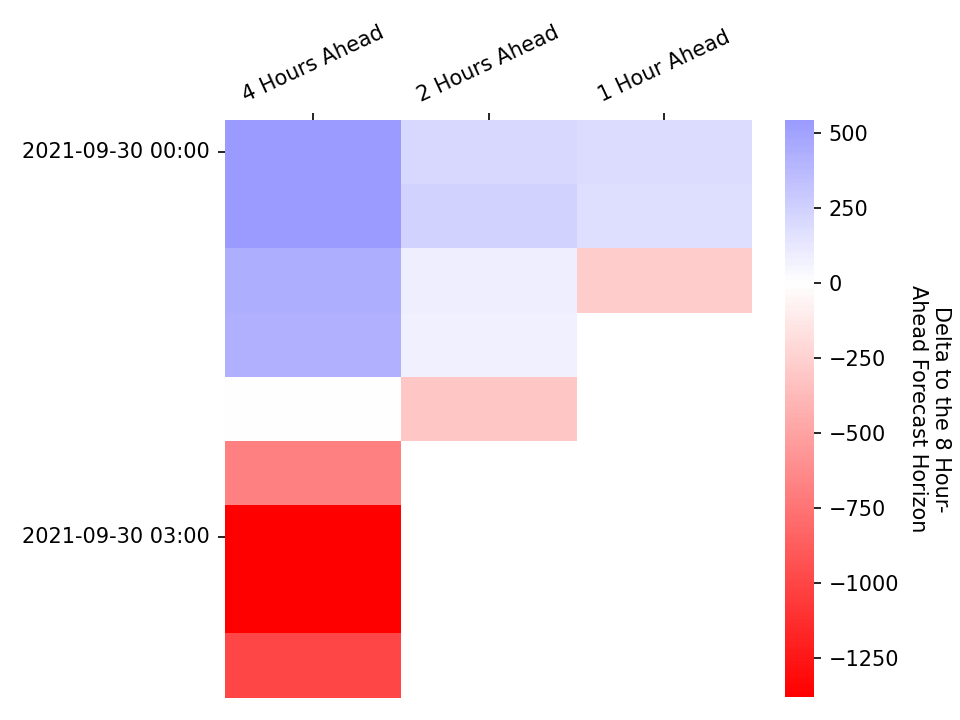 4 Hours Ahead
2 Hours Ahead
1 Hour Ahead
2021-09-30 00:00
2021-09-30 03:00
500
250
0
−250
−500
−750
−1000
−1250
Delta to the 8 Hour-
Ahead Forecast Horizon